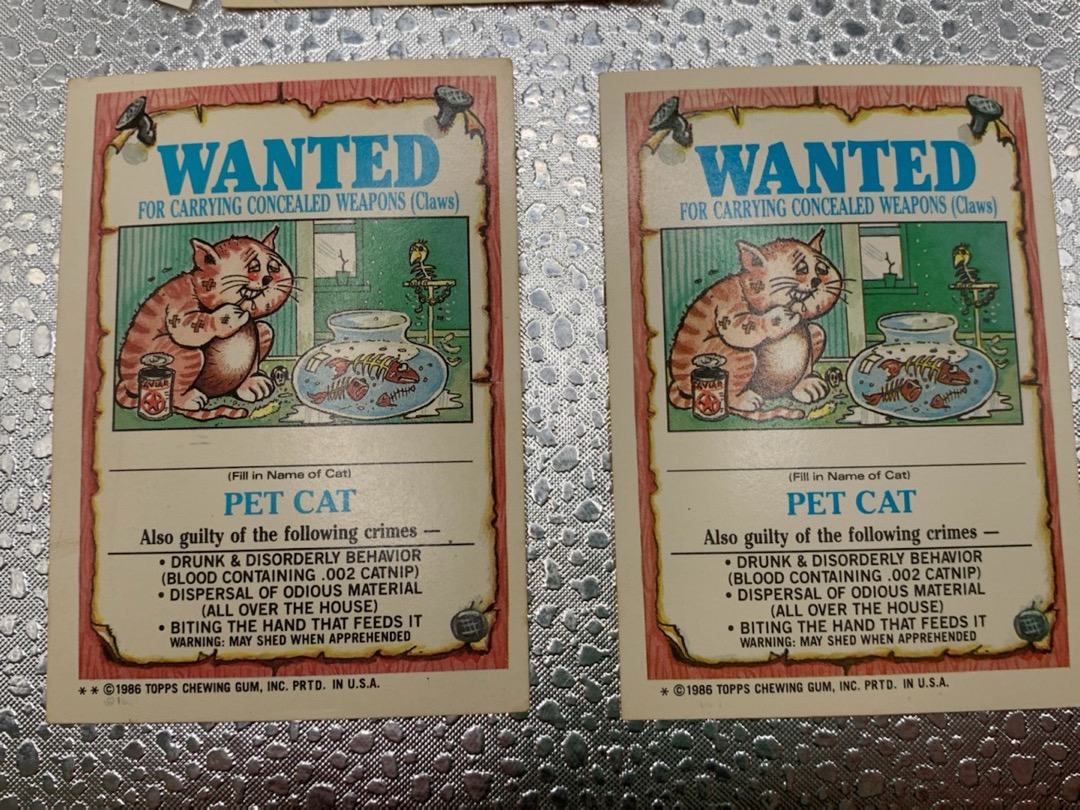 WANTED
FOR CARRYING CONCEALED WEAPONS (Claws)
CAVIAR
(Fill in Name of Cat)
PET CAT
Also guilty of the following crimes —
• DRUNK & DISORDERLY BEHAVIOR
(BLOOD CONTAINING .002 CATNIP)
• DISPERSAL OF ODIOUS MATERIAL
(ALL OVER THE HOUSE)
• BITING THE HAND THAT FEEDS IT
WARNING: MAY SHED WHEN APPREHENDED
* * ©1986 TOPPS CHEWING GUM, INC. PRTD. IN U.S.A.
WANTED
FOR CARRYING CONCEALED WEAPONS (Claws)
CAVIAR
(Fill in Name of Cat)
PET CAT
Also guilty of the following crimes —
• DRUNK & DISORDERLY BEHAVIOR
(BLOOD CONTAINING .002 CATNIP)
• DISPERSAL OF ODIOUS MATERIAL
(ALL OVER THE HOUSE)
• BITING THE HAND THAT FEEDS IT
WARNING: MAY SHED WHEN APPREHENDED
* ©1986 TOPPS CHEWING GUM, INC. PRTD. IN U.S.A.